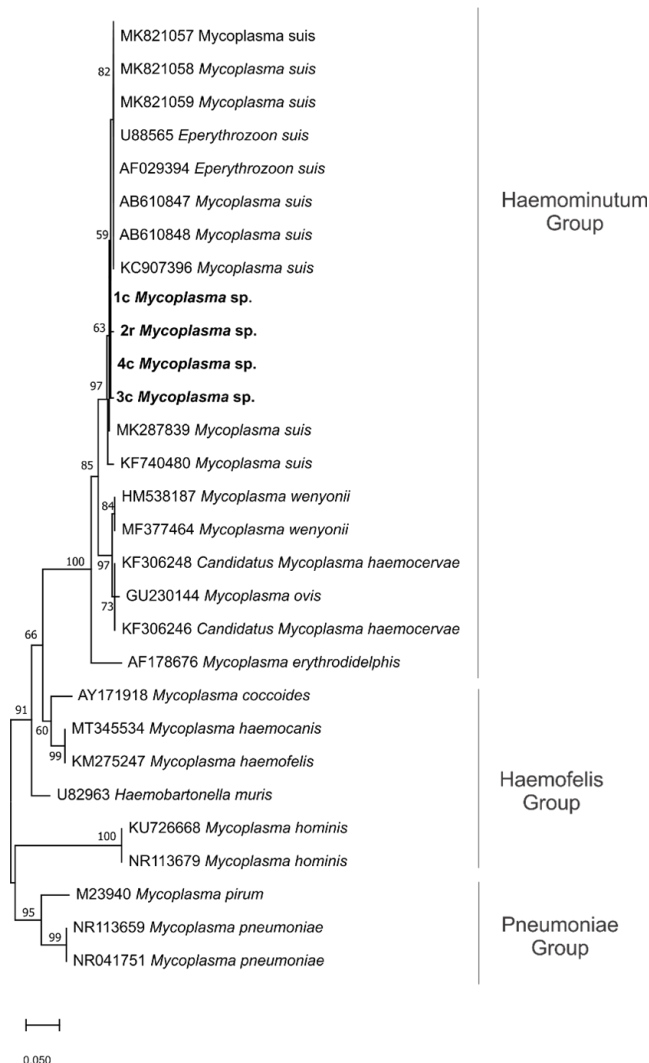 MK821057 Mycoplasma suis
82
MK821058 Mycoplasma suis
MK821059 Mycoplasma suis
U88565 Eperythrozoon suis
AF029394 Eperythrozoon suis
AB610847 Mycoplasma suis
Haemominutum
Group
59
AB610848 Mycoplasma suis
KC907396 Mycoplasma suis
1c Mycoplasma sp.
63
2r Mycoplasma sp.
4c Mycoplasma sp.
97
3c Mycoplasma sp.
MK287839 Mycoplasma suis
85
KF740480 Mycoplasma suis
HM538187 Mycoplasma wenyonii
84
MF377464 Mycoplasma wenyonii
100
97
KF306248 Candidatus Mycoplasma haemocervae
GU230144 Mycoplasma ovis
73
KF306246 Candidatus Mycoplasma haemocervae
66
AF178676 Mycoplasma erythrodidelphis
AY171918 Mycoplasma coccoides
91
60
MT345534 Mycoplasma haemocanis
99
KM275247 Mycoplasma haemofelis
Haemofelis
Group
U82963 Haemobartonella muris
KU726668 Mycoplasma hominis
100
NR113679 Mycoplasma hominis
M23940 Mycoplasma pirum
95
NR113659 Mycoplasma pneumoniae
99
NR041751 Mycoplasma pneumoniae
Pneumoniae
Group
0.050